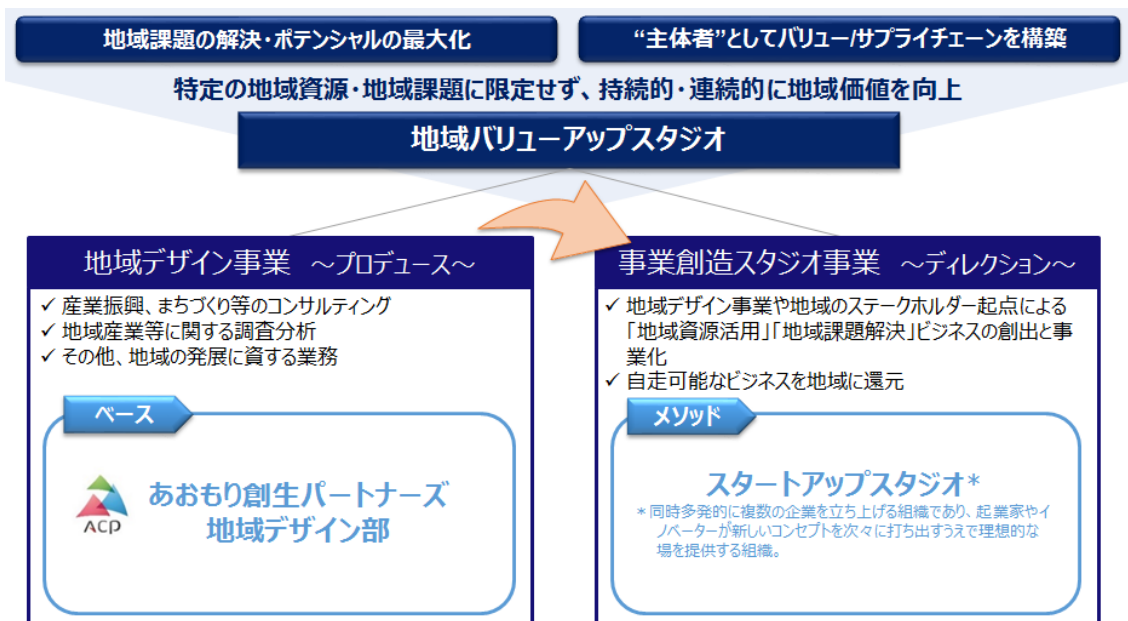 地域課題の解決・ポテンシャルの最大化
“主体者”としてバリュー/サプライチェーンを構築
特定の地域資源・地域課題に限定せず、持続的・連続的に地域価値を向上
地域バリューアップスタジオ
地域デザイン事業 ～プロデュース～
✓ 産業振興、まちづくり等のコンサルティング
✓ 地域産業等に関する調査分析
✓ その他、地域の発展に資する業務
ベース
ACP
あおもり創生パートナーズ
地域デザイン部
事業創造スタジオ事業 ～ディレクション～
✓ 地域デザイン事業や地域のステークホルダー起点による
「地域資源活用」「地域課題解決」ビジネスの創出と事
業化
✓ 自走可能なビジネスを地域に還元
メソッド
スタートアップスタジオ*
* 同時多発的に複数の企業を立ち上げる組織であり、起業家やイ
ノベーターが新しいコンセプトを次々に打ち出すうえで理想的な
場を提供する組織。